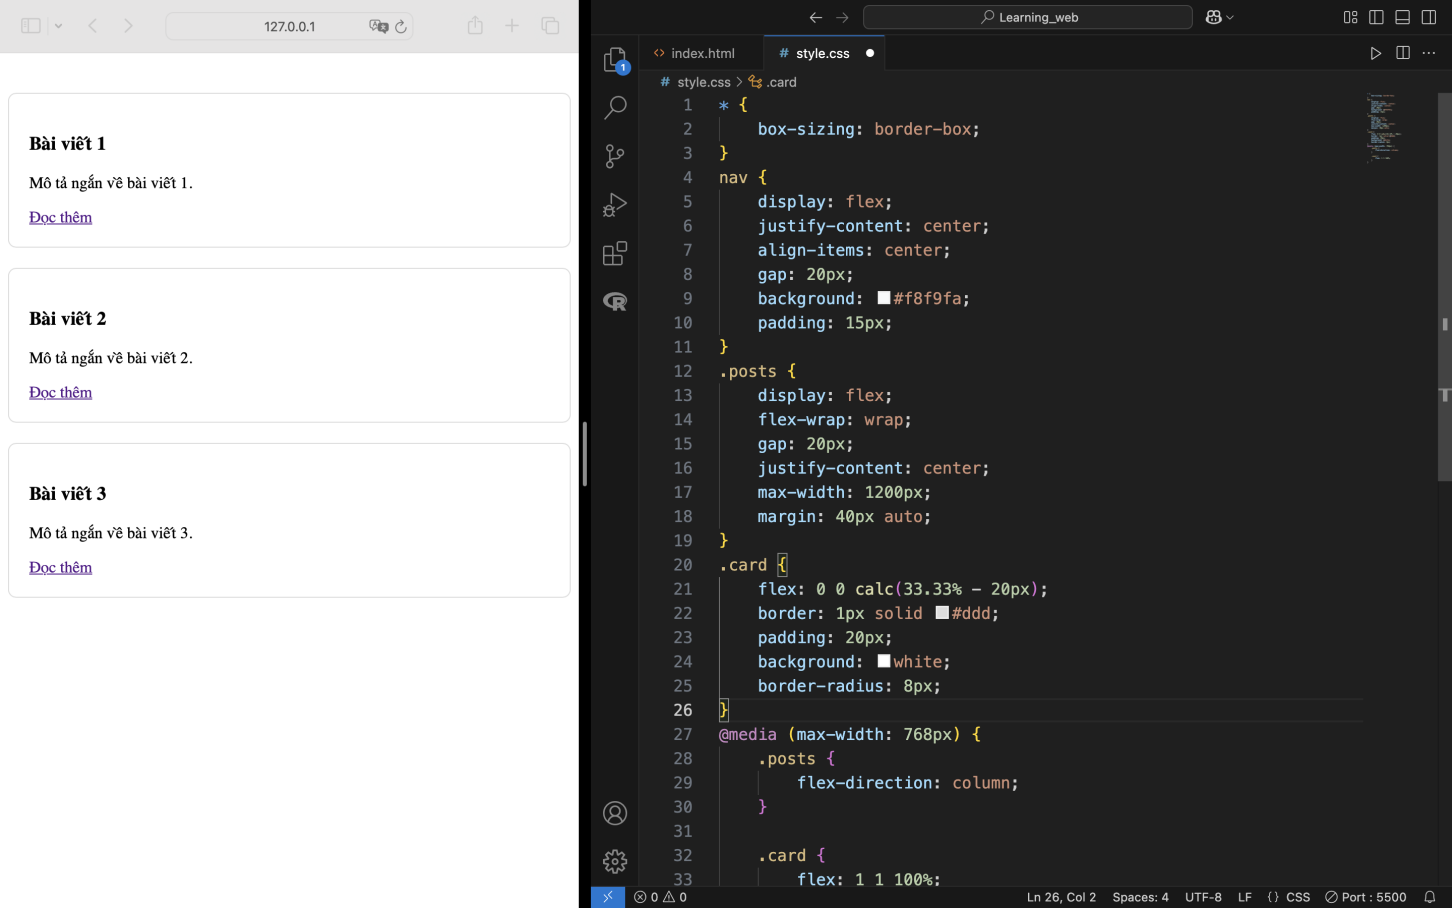 127.0.0.1
Bài viết 1
Mô tả ngắn về bài viết 1.
Đọc thêm
Bài viết 2
Mô tả ngắn về bài viết 2.
Đọc thêm
Bài viết 3
Mô tả ngắn về bài viết 3.
Đọc thêm
Learning_web
1
index.html
# style.css
# style.css > .card
1 * {
2 box-sizing: border-box;
3 }
4 nav {
5 display: flex;
6 justify-content: center;
7 align-items: center;
8 gap: 20px;
9 background: #f8f9fa;
10 padding: 15px;
11 }
12 .posts {
13 display: flex;
14 flex-wrap: wrap;
15 gap: 20px;
16 justify-content: center;
17 max-width: 1200px;
18 margin: 40px auto;
19 }
20 .card {
21 flex: 0 0 calc(33.33% - 20px);
22 border: 1px solid #ddd;
23 padding: 20px;
24 background: white;
25 border-radius: 8px;
26 }
27 @media (max-width: 768px) {
28 .posts {
29 flex-direction: column;
30 }
31
32 .card {
33 flex: 1 1 100%;
0 0
Ln 26, Col 2
Spaces: 4
UTF-8
LF
{} CSS
Port : 5500